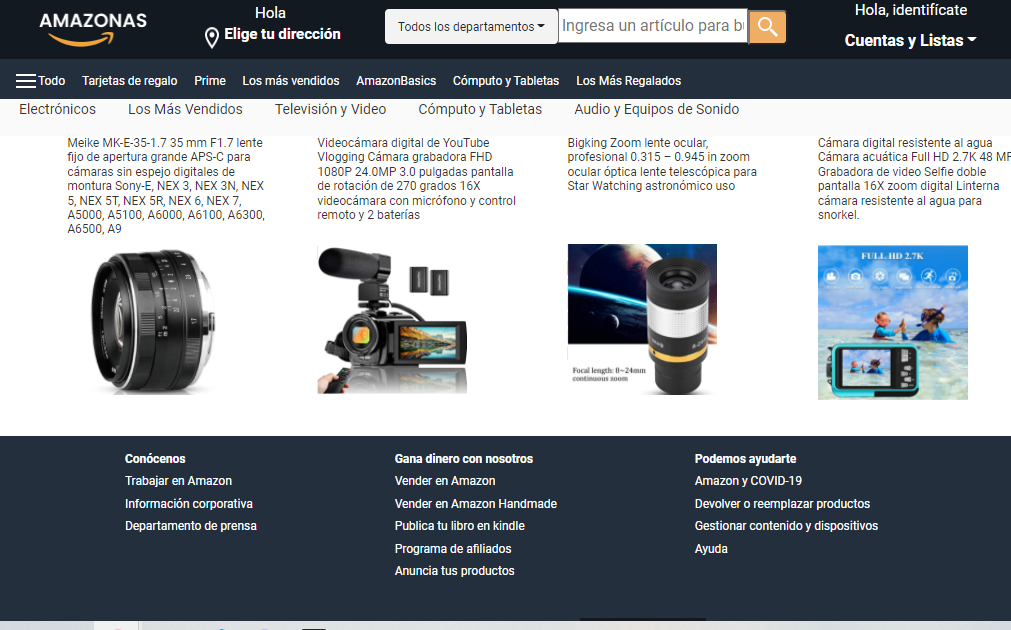 AMAZONAS
Hola
Elige tu dirección
Todos los departamentos
Ingresa un artículo para bu
Hola, identifícate
Cuentas y Listas
Todo Tarjetas de regalo Prime Los más vendidos AmazonBasics Cómputo y Tabletas Los Más Regalados
Electrónicos Los Más Vendidos Televisión y Video Cómputo y Tabletas Audio y Equipos de Sonido
Meike MK-E-35-1.7 35 mm F1.7 lente
fijo de apertura grande APS-C para
cámaras sin espejo digitales de
montura Sony-E, NEX 3, NEX 3N, NEX
5, NEX 5T, NEX 5R, NEX 6, NEX 7,
A5000, A5100, A6000, A6100, A6300,
A6500, A9
Videocámara digital de YouTube
Vlogging Cámara grabadora FHD
1080P 24.0MP 3.0 pulgadas pantalla
de rotación de 270 grados 16X
videocámara con micrófono y control
remoto y 2 baterías
Bigking Zoom lente ocular,
profesional 0.315 – 0.945 in zoom
ocular óptica lente telescópica para
Star Watching astronómico uso
Focal length: 8~24mm
continuous zoom
Cámara digital resistente al agua
Cámara acuática Full HD 2.7K 48 MP
Grabadora de video Selfie doble
pantalla 16X zoom digital Linterna
cámara resistente al agua para
snorkel.
FULL HD 2.7K
Conócenos
Trabajar en Amazon
Información corporativa
Departamento de prensa
Gana dinero con nosotros
Vender en Amazon
Vender en Amazon Handmade
Publica tu libro en kindle
Programa de afiliados
Anuncia tus productos
Podemos ayudarte
Amazon y COVID-19
Devolver o reemplazar productos
Gestionar contenido y dispositivos
Ayuda